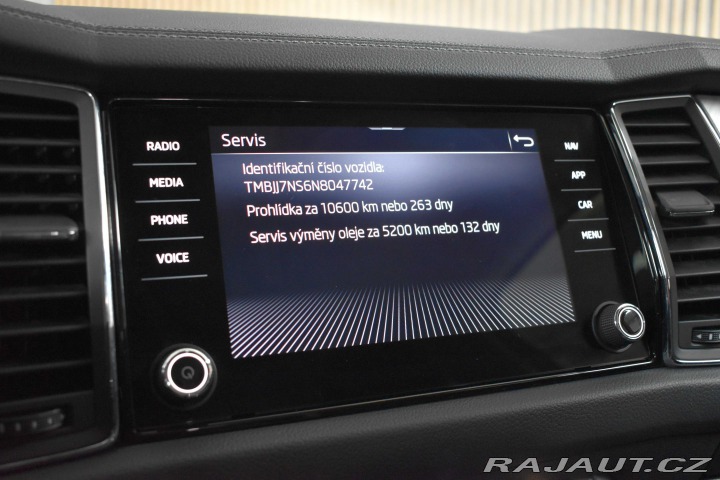 Servis
Identifikační číslo vozidla:
TMBJJ7NS6N8047742
Prohlídka za 10600 km nebo 263 dny
Servis výměny oleje za 5200 km nebo 132 dny
RADIO
MEDIA
PHONE
VOICE
NAV
APP
CAR
MENU
RAJAUT.CZ